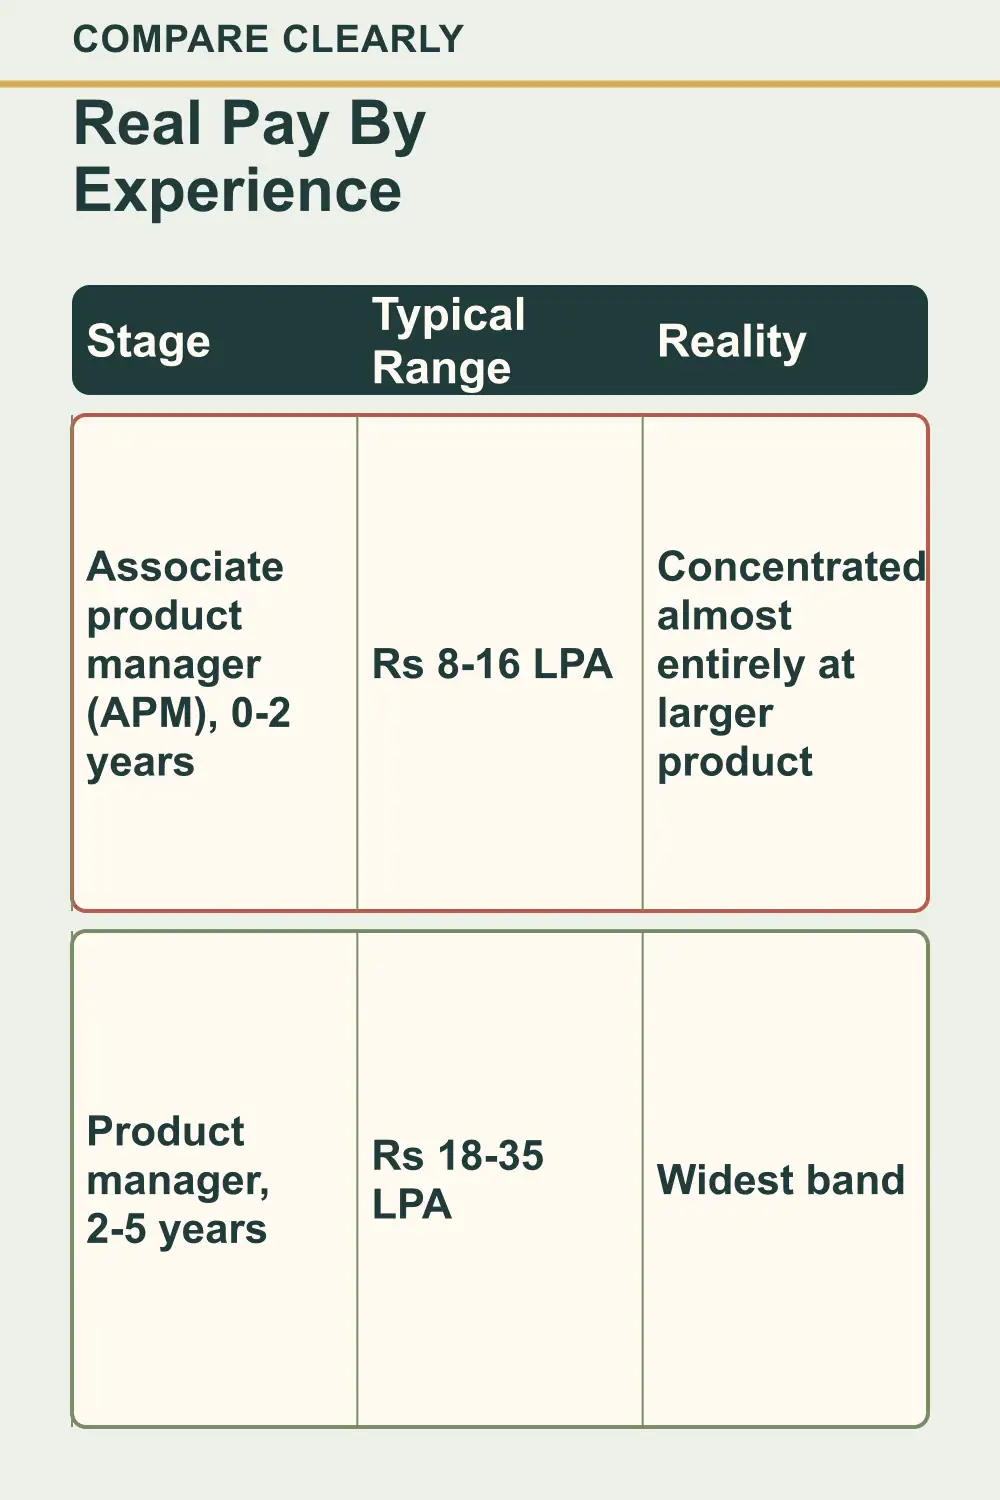 COMPARE CLEARLY
Real Pay By
Experience
Stage
Typical
Range
Reality
Associate
product
manager
(APM), 0-2
years
Rs 8-16 LPA
Concentrated
almost
entirely at
larger
product
Product
manager,
2-5 years
Rs 18-35
LPA
Widest band